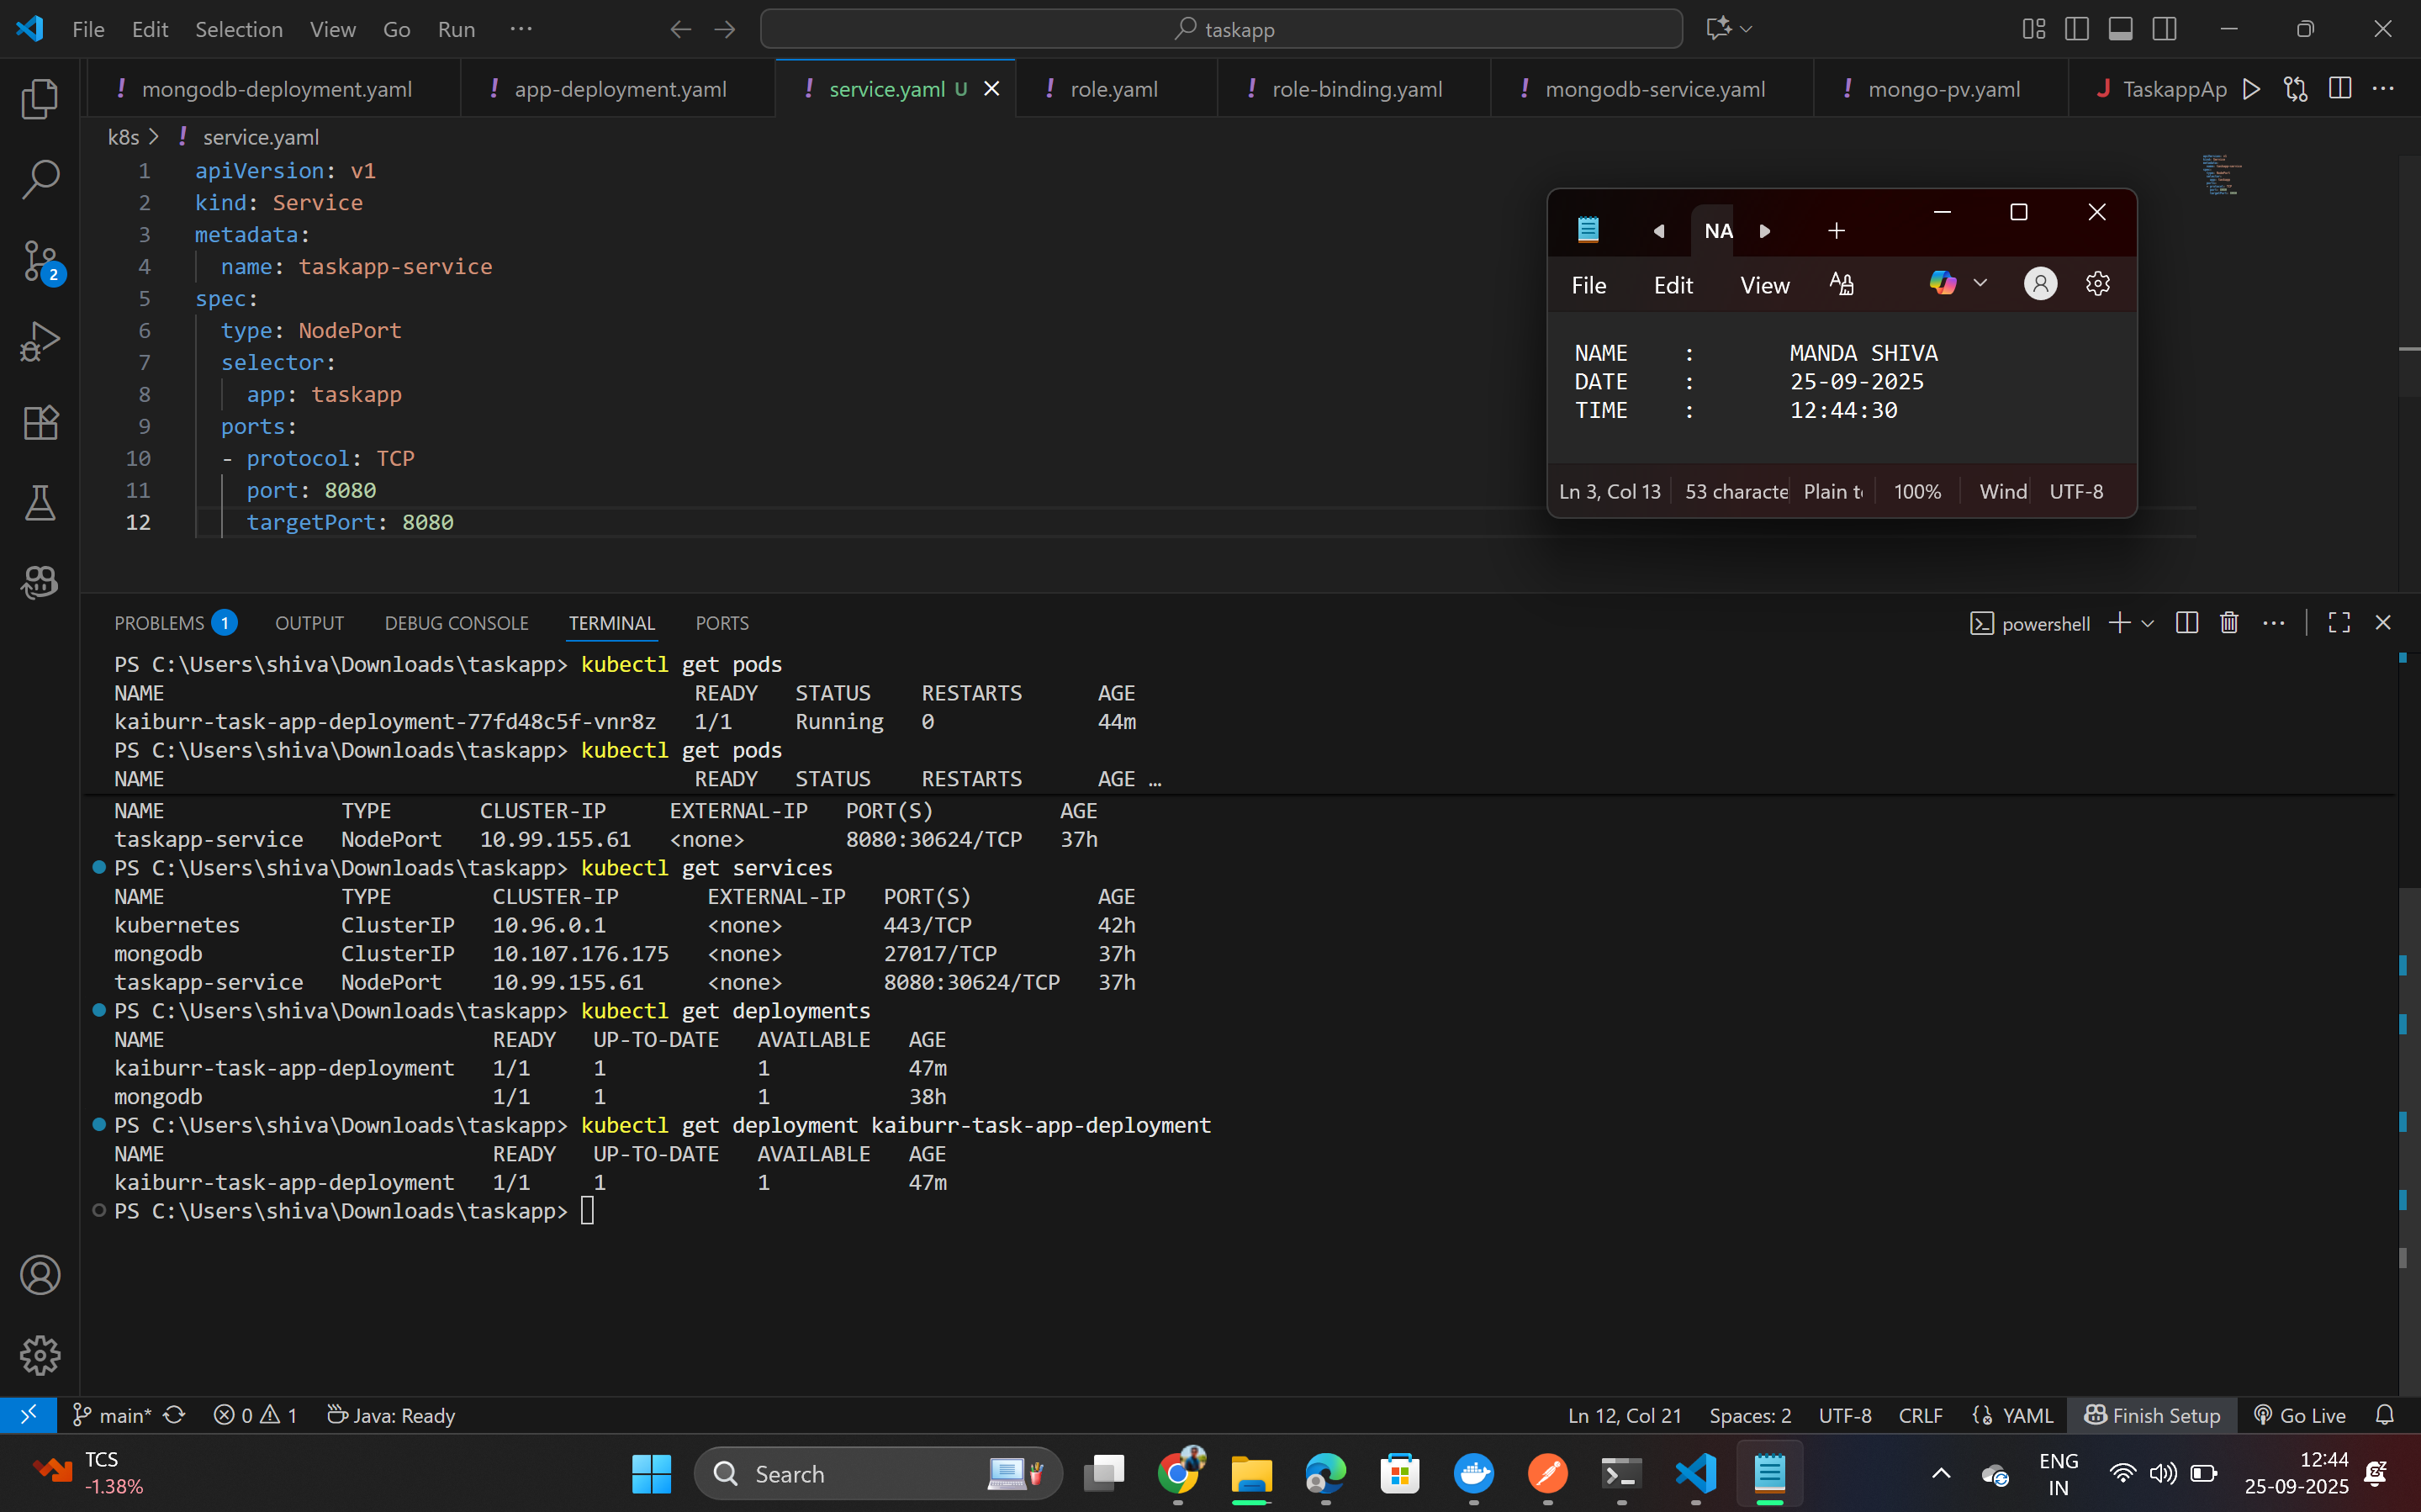 File Edit Selection View Go Run ··· taskapp
! mongodb-deployment.yaml ! app-deployment.yaml ! service.yaml U ! role.yaml ! role-binding.yaml ! mongodb-service.yaml ! mongo-pv.yaml J TaskappAp
k8s > ! service.yaml
1 apiVersion: v1
2 kind: Service
3 metadata:
4 name: taskapp-service
5 spec:
6 type: NodePort
7 selector:
8 app: taskapp
9 ports:
10 - protocol: TCP
11 port: 8080
12 targetPort: 8080
NA
File Edit View
NAME : MANDA SHIVA
DATE : 25-09-2025
TIME : 12:44:30
Ln 3, Col 13 53 characte Plain t 100% Wind UTF-8
2
PROBLEMS 1 OUTPUT DEBUG CONSOLE TERMINAL PORTS powershell
PS C:\Users\shiva\Downloads\taskapp> kubectl get pods
NAME READY STATUS RESTARTS AGE
kaiburr-task-app-deployment-77fd48c5f-vnr8z 1/1 Running 0 44m
PS C:\Users\shiva\Downloads\taskapp> kubectl get pods
NAME READY STATUS RESTARTS AGE …
NAME TYPE CLUSTER-IP EXTERNAL-IP PORT(S) AGE
taskapp-service NodePort 10.99.155.61 <none> 8080:30624/TCP 37h
PS C:\Users\shiva\Downloads\taskapp> kubectl get services
NAME TYPE CLUSTER-IP EXTERNAL-IP PORT(S) AGE
kubernetes ClusterIP 10.96.0.1 <none> 443/TCP 42h
mongodb ClusterIP 10.107.176.175 <none> 27017/TCP 37h
taskapp-service NodePort 10.99.155.61 <none> 8080:30624/TCP 37h
PS C:\Users\shiva\Downloads\taskapp> kubectl get deployments
NAME READY UP-TO-DATE AVAILABLE AGE
kaiburr-task-app-deployment 1/1 1 1 47m
mongodb 1/1 1 1 38h
PS C:\Users\shiva\Downloads\taskapp> kubectl get deployment kaiburr-task-app-deployment
NAME READY UP-TO-DATE AVAILABLE AGE
kaiburr-task-app-deployment 1/1 1 1 47m
PS C:\Users\shiva\Downloads\taskapp>
main* 0 1 Java: Ready Ln 12, Col 21 Spaces: 2 UTF-8 CRLF YAML Finish Setup Go Live
TCS
-1.38%
Search
ENG
IN
12:44
25-09-2025